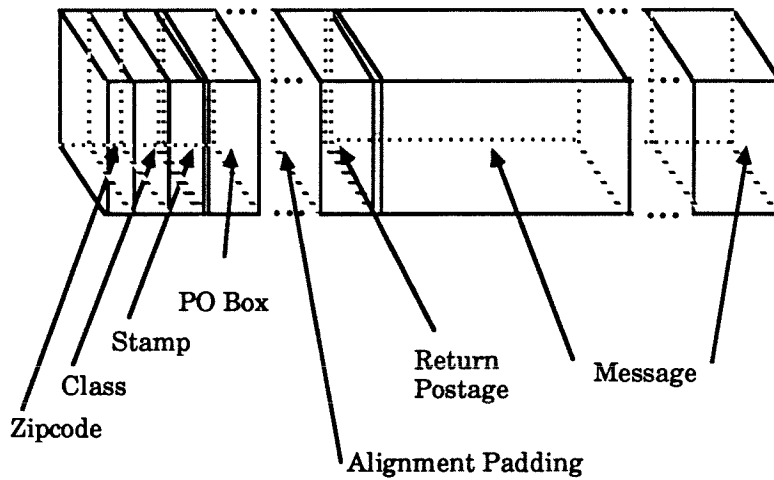 PO Box
Stamp
Return
Postage
Message
Class
Zipcode
Alignment Padding